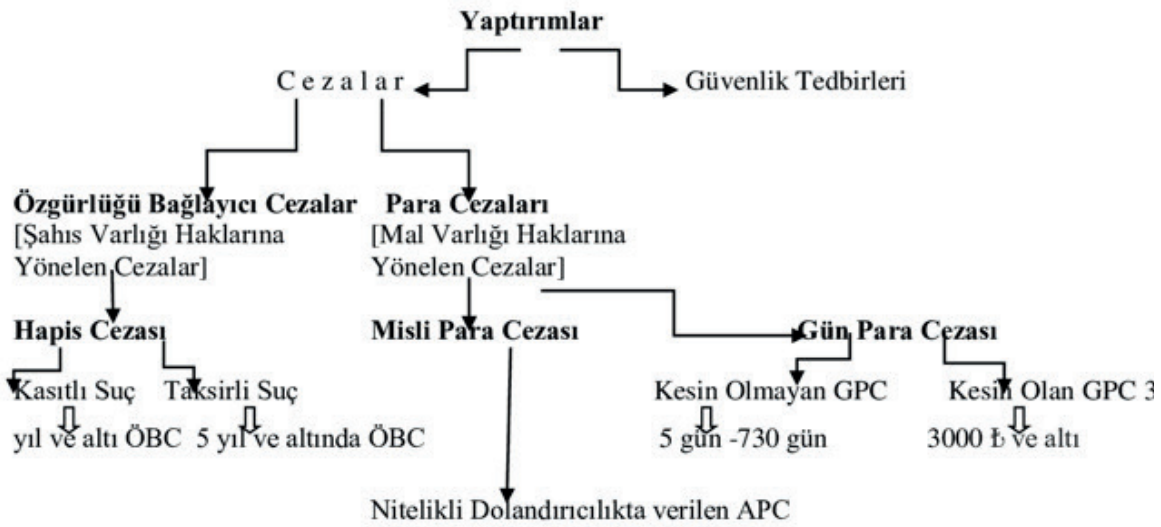 Yaptırımlar
C e z a l a r Güvenlik Tedbirleri
Özgürlüğü Bağlayıcı Cezalar Para Cezaları
[Şahıs Varlığı Haklarına [Mal Varlığı Haklarına
Yönelen Cezalar] Yönelen Cezalar]
Hapis Cezası Misli Para Cezası Gün Para Cezası
Kasıtlı Suç Taksirli Suç Kesin Olmayan GPC Kesin Olan GPC 3
yıl ve altı ÖBC 5 yıl ve altında ÖBC 5 gün -730 gün 3000 ₺ ve altı
Nitelikli Dolandırıcılıkta verilen APC